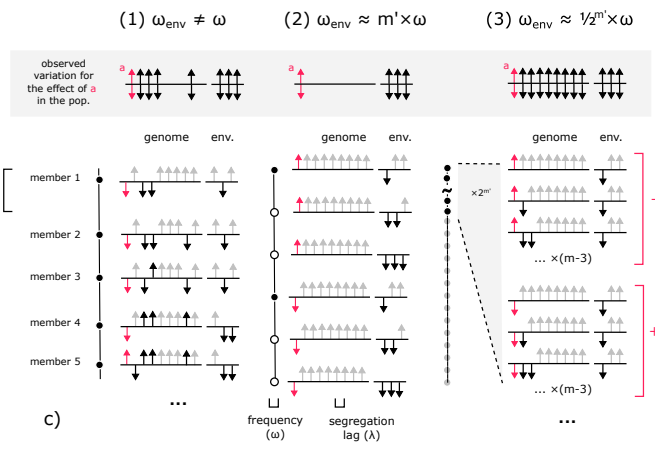 (1) ωenv ≠ ω
(2) ωenv ≈ m'×ω
(3) ωenv ≈ ½m'×ω
observed
variation for
the effect of a
in the pop.
a
a
a
genome env.
genome env.
genome env.
member 1
member 2
member 3
member 4
member 5
...
×2m'
... ×(m-3)
... ×(m-3)
...
-
+
~
c)
frequency
(ω)
segregation
lag (λ)